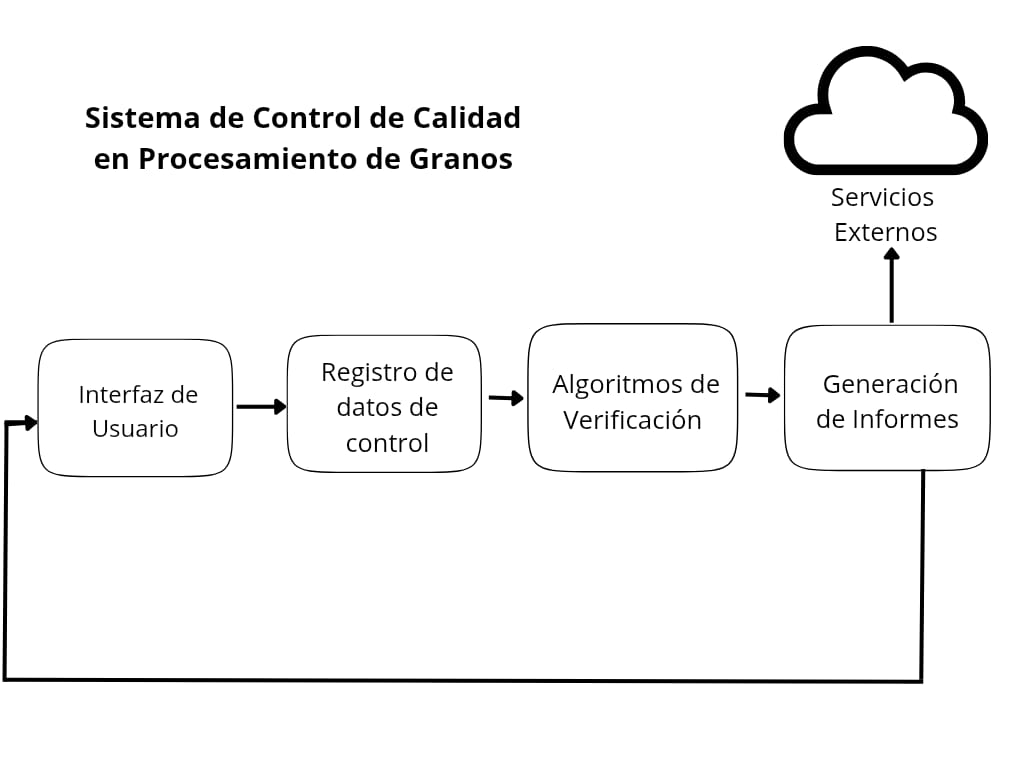 Sistema de Control de Calidad
en Procesamiento de Granos
Servicios
Externos
Interfaz de
Usuario
Registro de
datos de
control
Algoritmos de
Verificación
Generación
de Informes